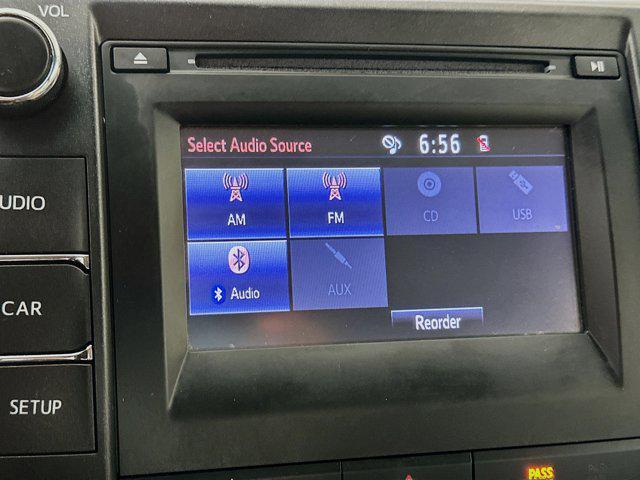 VOL
Select Audio Source 6:56
AM FM CD USB
Audio AUX
Reorder
UDIO
CAR
SETUP
PASS